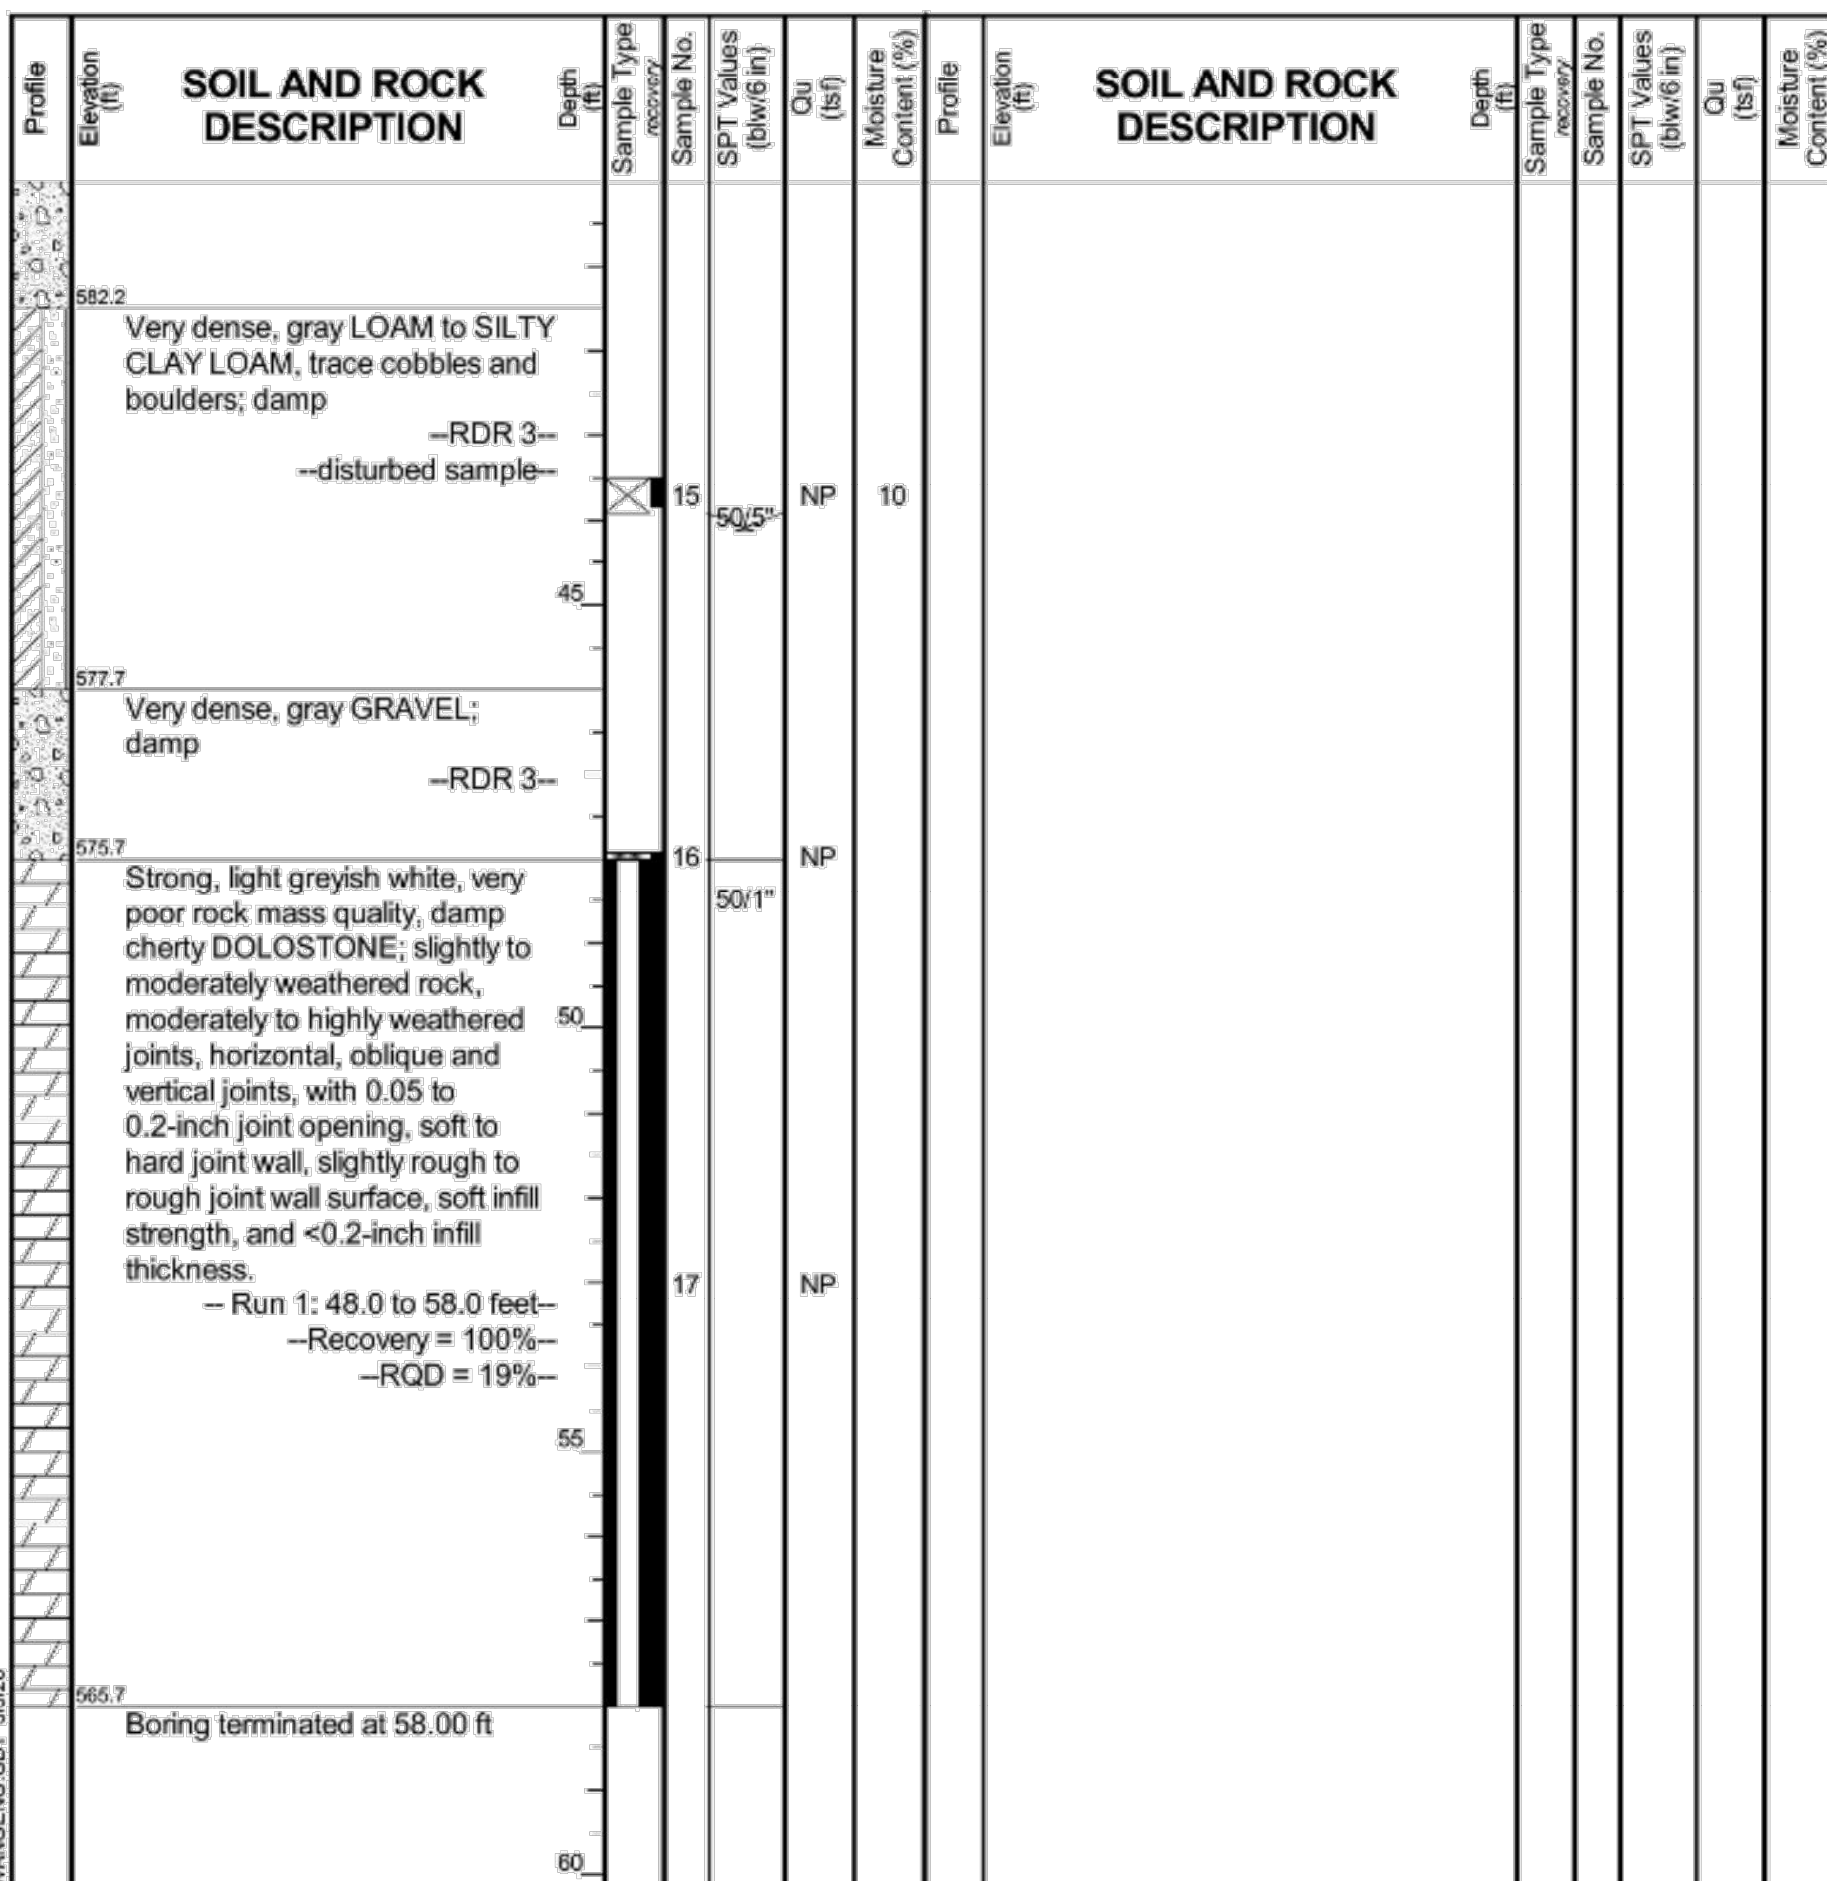 Profile
Elevation
(ft)
SOIL AND ROCK
DESCRIPTION
Depth
(ft)
Sample Type
recovery
Sample No.
SPT Values
(blw/6 in)
Qu
(tsf)
Moisture
Content (%)
Profile
Elevation
(ft)
SOIL AND ROCK
DESCRIPTION
Depth
(ft)
Sample Type
recovery
Sample No.
SPT Values
(blw/6 in)
Qu
(tsf)
Moisture
Content (%)
582.2
Very dense, gray LOAM to SILTY
CLAY LOAM, trace cobbles and
boulders; damp
--RDR 3--
--disturbed sample--
15 NP 10
50/5"
45
577.7
Very dense, gray GRAVEL;
damp
--RDR 3--
575.7
16 NP
Strong, light greyish white, very
50/1"
poor rock mass quality, damp
cherty DOLOSTONE; slightly to
moderately weathered rock,
moderately to highly weathered 50
joints, horizontal, oblique and
vertical joints, with 0.05 to
0.2-inch joint opening, soft to
hard joint wall, slightly rough to
rough joint wall surface, soft infill
strength, and <0.2-inch infill
thickness.
17 NP
-- Run 1: 48.0 to 58.0 feet--
--Recovery = 100%--
--RQD = 19%--
55
565.7
Boring terminated at 58.00 ft
60